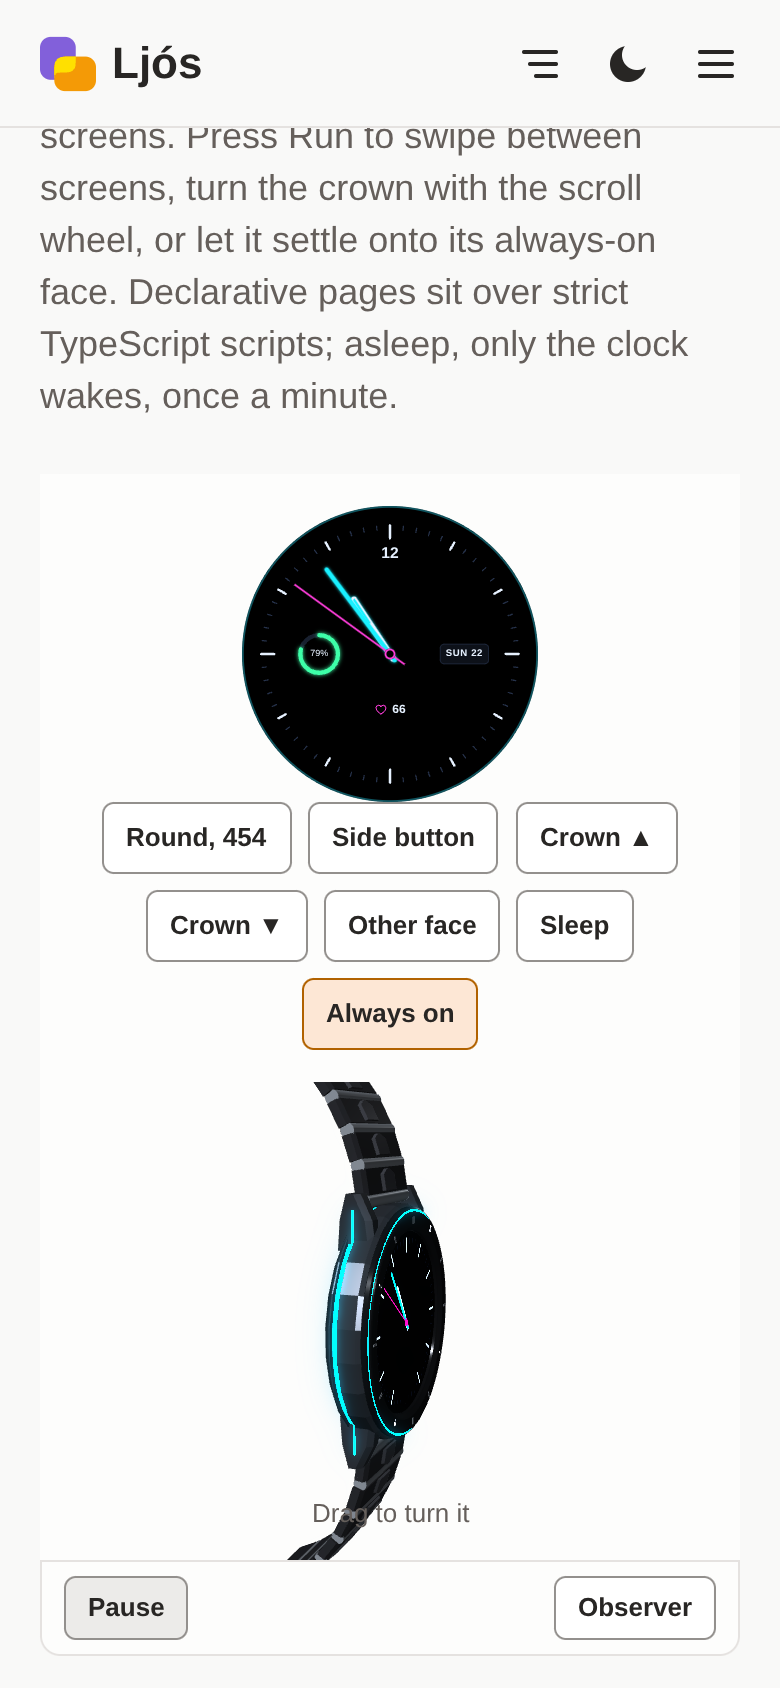 Ljós
screens. Press Run to swipe between
screens, turn the crown with the scroll
wheel, or let it settle onto its always-on
face. Declarative pages sit over strict
TypeScript scripts; asleep, only the clock
wakes, once a minute.
12
79%
SUN 22
66
Round, 454
Side button
Crown ▲
Crown ▼
Other face
Sleep
Always on
Drag to turn it
Pause
Observer